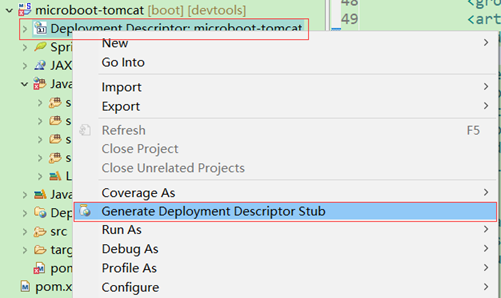 microboot-tomcat [boot] [devtools]
Deployment Descriptor: microboot-tomcat
Spri
JAX
Java
s
s
s
s
L
Java
Dep
src
targ
pom
pom.x
New
Go Into
Import
Export
Refresh F5
Close Project
Close Unrelated Projects
Coverage As
Generate Deployment Descriptor Stub
Run As
Debug As
Profile As
Configure
48 <gro
49 <art